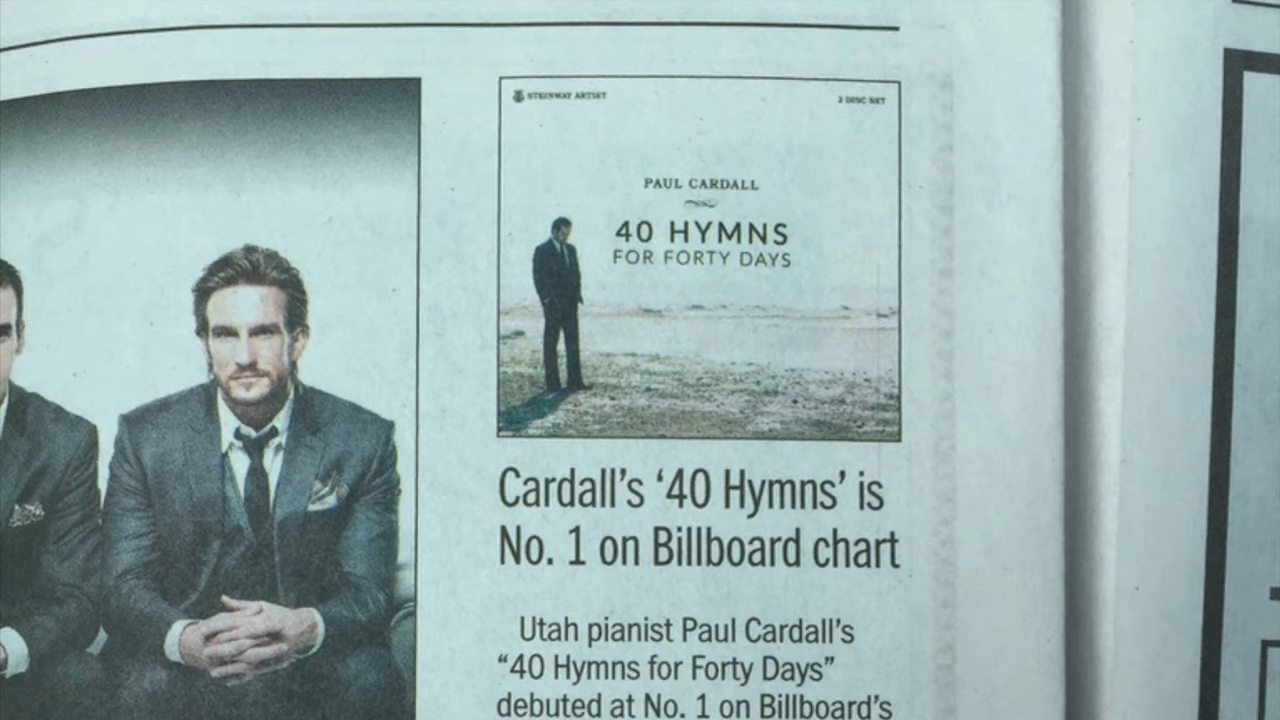 STEINWAY ARTIST
2 DISC SET
PAUL CARDALL
40 HYMNS
FOR FORTY DAYS
Cardall’s ‘40 Hymns’ is
No. 1 on Billboard chart
Utah pianist Paul Cardall’s
“40 Hymns for Forty Days”
debuted at No. 1 on Billboard’s